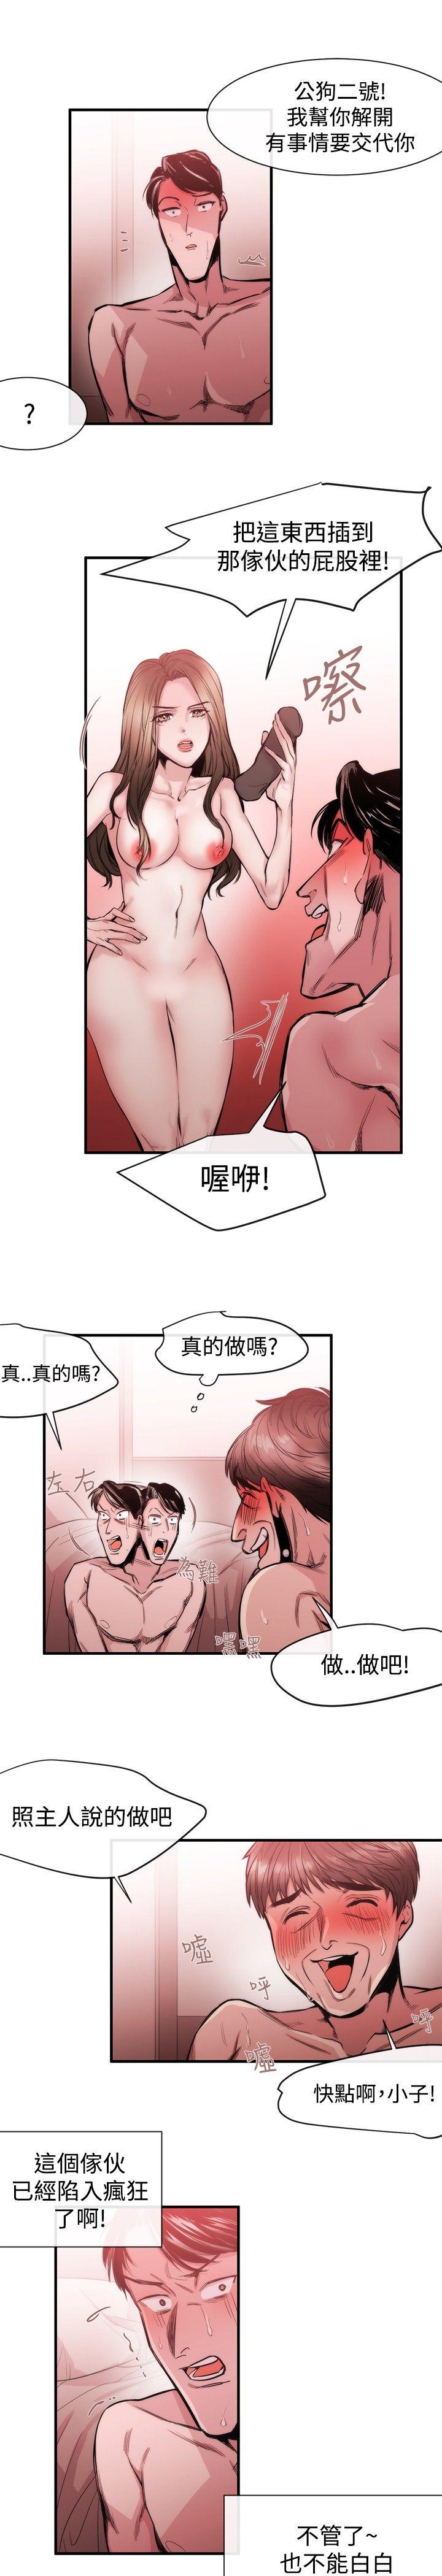 公狗二號!
我幫你解開
有事情要交代你
?
把這東西插到
那傢伙的屁股裡!
嚓
喔咿!
真的做嗎?
真..真的嗎?
左右
為難
嘿嘿
做..做吧!
照主人說的做吧
噓
呼
噓
呼
快點啊,小子!
這個傢伙
已經陷入瘋狂
了啊!
不管了~
也不能白白